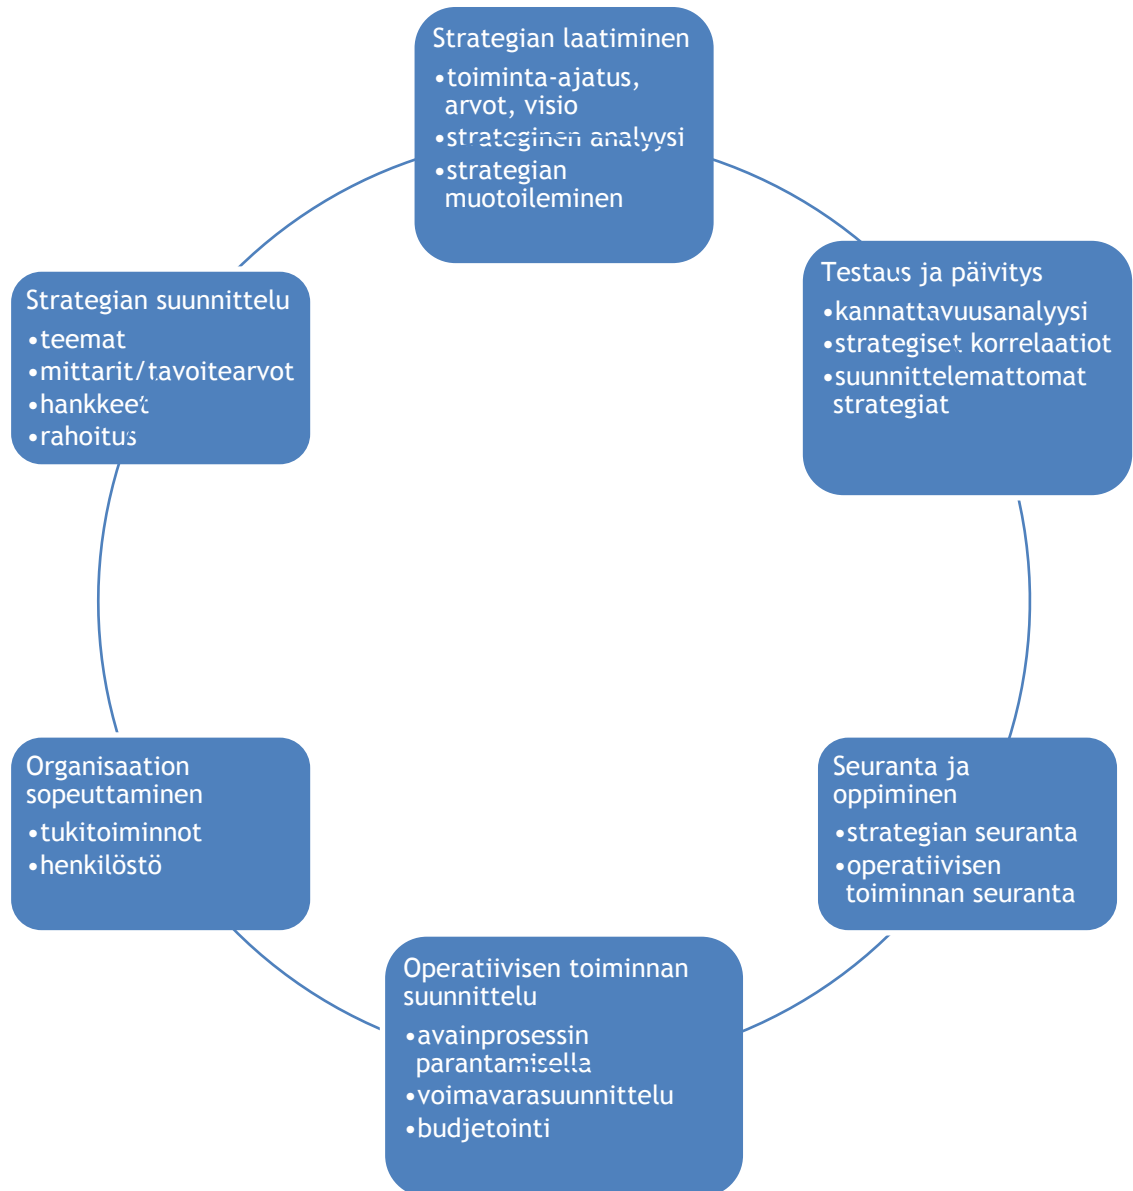 Strategian laatiminen
•toiminta-ajatus,
arvot, visio
•strateginen analyysi
•strategian
muotoileminen
Testaus ja päivitys
•kannattavuusanalyysi
•strategiset korrelaatiot
•suunnittelemattomat
strategiat
Strategian suunnittelu
•teemat
•mittarit/tavoitearvot
•hankkeet
•rahoitus
Organisaation
sopeuttaminen
•tukitoiminnot
•henkilöstö
Seuranta ja
oppiminen
•strategian seuranta
•operatiivisen
toiminnan seuranta
Operatiivisen toiminnan
suunnittelu
•avainprosessin
parantamisella
•voimavarasuunnittelu
•budjetointi